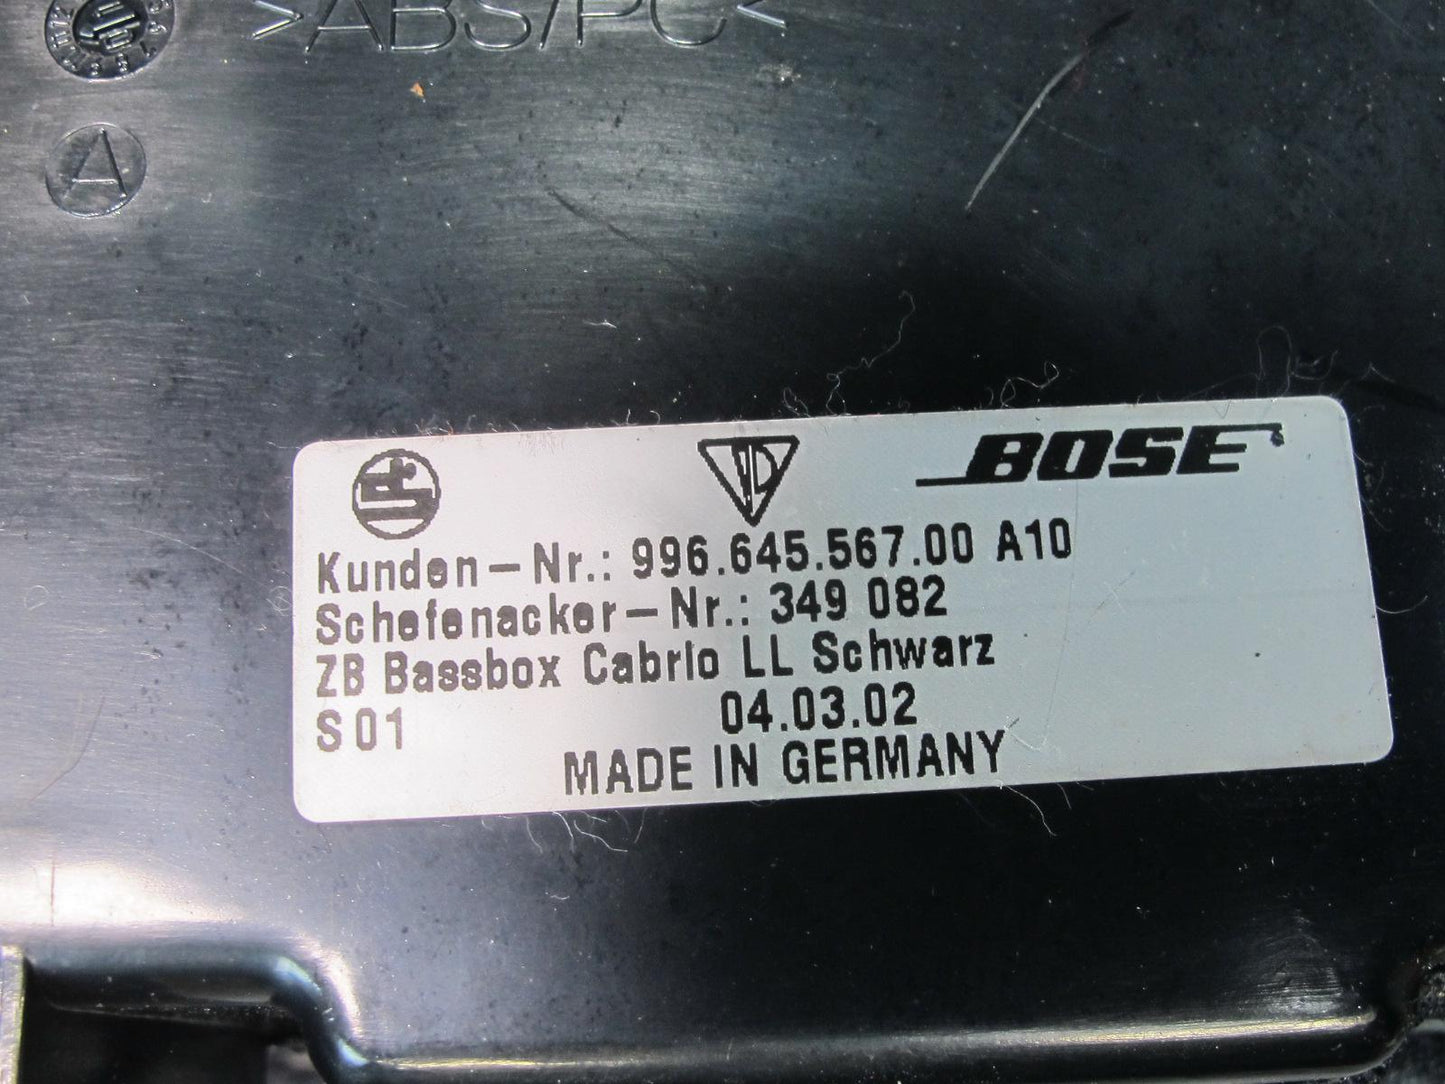 >ABS/PC<
A
BOSE
Kunden-Nr.: 996.645.567.00 A10
Schefenacker-Nr.: 349 082
ZB Bassbox Cabrio LL Schwarz
S01 04.03.02
MADE IN GERMANY